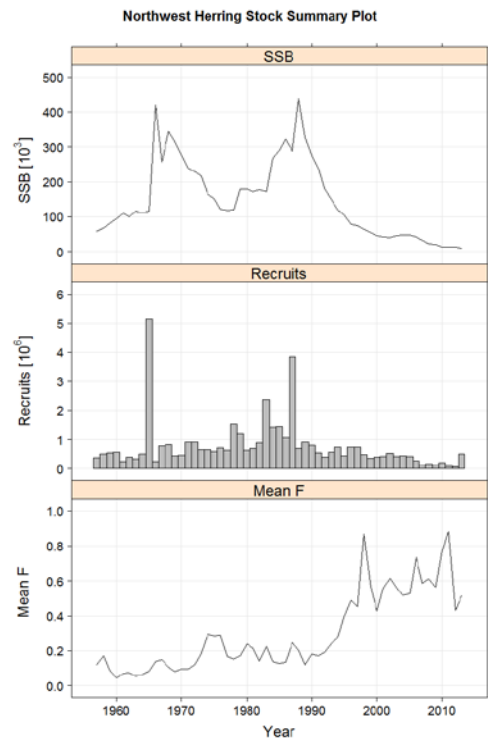 Northwest Herring Stock Summary Plot
SSB
500
400
300
200
100
0
SSB [10³]
Recruits
6
5
4
3
2
1
0
Recruits [10⁶]
Mean F
1.0
0.8
0.6
0.4
0.2
0.0
Mean F
1960 1970 1980 1990 2000 2010
Year